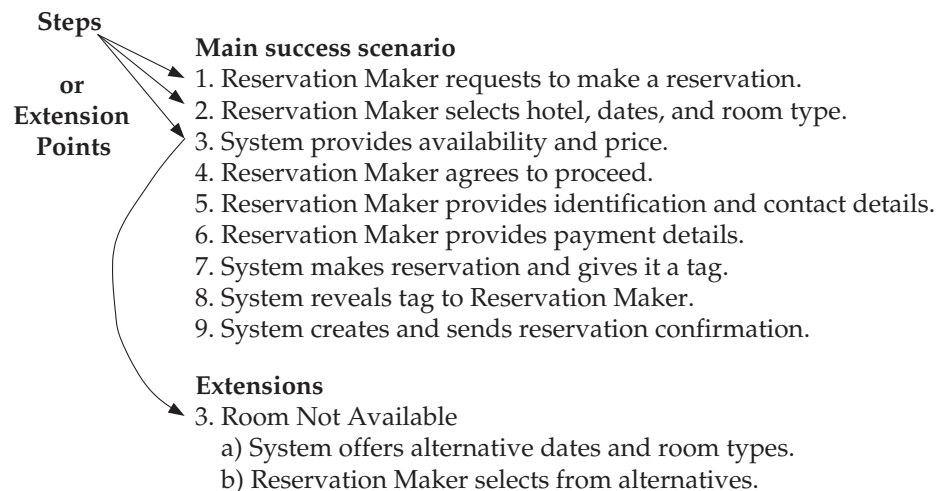 Steps
or
Extension
Points
Main success scenario
1. Reservation Maker requests to make a reservation.
2. Reservation Maker selects hotel, dates, and room type.
3. System provides availability and price.
4. Reservation Maker agrees to proceed.
5. Reservation Maker provides identification and contact details.
6. Reservation Maker provides payment details.
7. System makes reservation and gives it a tag.
8. System reveals tag to Reservation Maker.
9. System creates and sends reservation confirmation.
Extensions
3. Room Not Available
a) System offers alternative dates and room types.
b) Reservation Maker selects from alternatives.